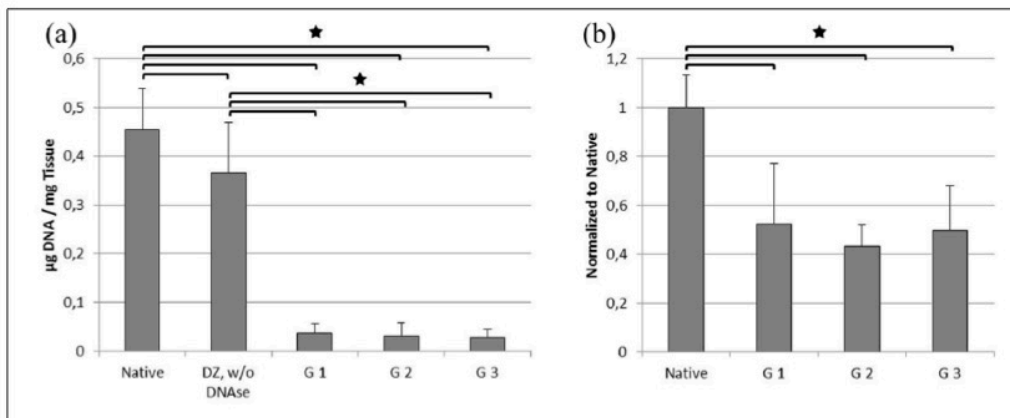 (a)
0,6
0,5
0,4
0,3
0,2
0,1
0
µg DNA / mg Tissue
Native
DZ, w/o
DNAse
G 1
G 2
G 3
(b)
1,2
1
0,8
0,6
0,4
0,2
0
Normalized to Native
Native
G 1
G 2
G 3